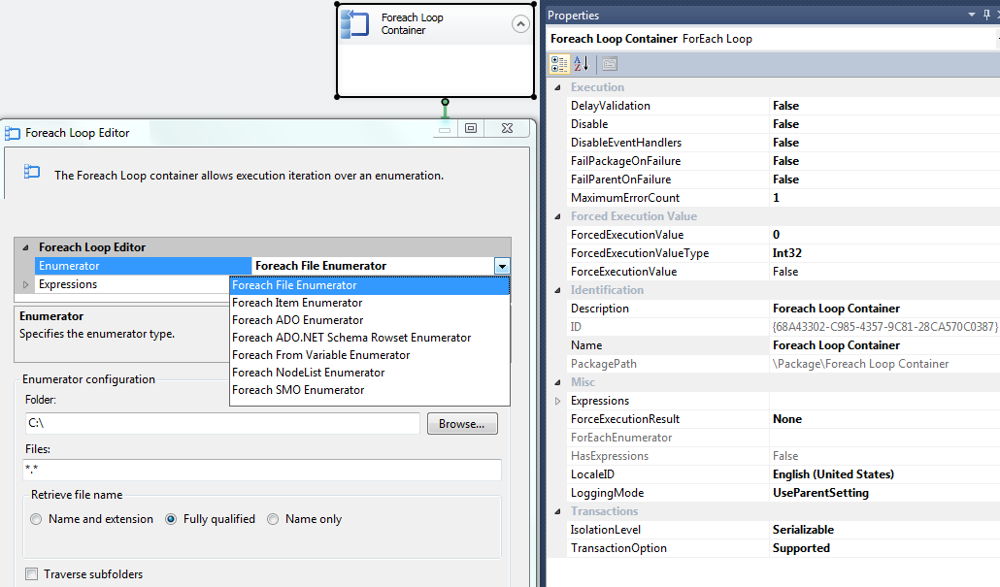 Foreach Loop
Container
Foreach Loop Editor
The Foreach Loop container allows execution iteration over an enumeration.
Foreach Loop Editor
Enumerator Foreach File Enumerator
Expressions
Foreach File Enumerator
Foreach Item Enumerator
Foreach ADO Enumerator
Foreach ADO.NET Schema Rowset Enumerator
Foreach From Variable Enumerator
Foreach NodeList Enumerator
Foreach SMO Enumerator
Enumerator
Specifies the enumerator type.
Enumerator configuration
Folder:
C:\ Browse...
Files:
*.*
Retrieve file name
Name and extension Fully qualified Name only
Traverse subfolders
Properties
Foreach Loop Container ForEach Loop
Execution
DelayValidation False
Disable False
DisableEventHandlers False
FailPackageOnFailure False
FailParentOnFailure False
MaximumErrorCount 1
Forced Execution Value
ForcedExecutionValue 0
ForcedExecutionValueType Int32
ForceExecutionValue False
Identification
Description Foreach Loop Container
ID {68A43302-C985-4357-9C81-28CA570C0387}
Name Foreach Loop Container
PackagePath \Package\Foreach Loop Container
Misc
Expressions
ForceExecutionResult None
ForEachEnumerator
HasExpressions False
LocaleID English (United States)
LoggingMode UseParentSetting
Transactions
IsolationLevel Serializable
TransactionOption Supported